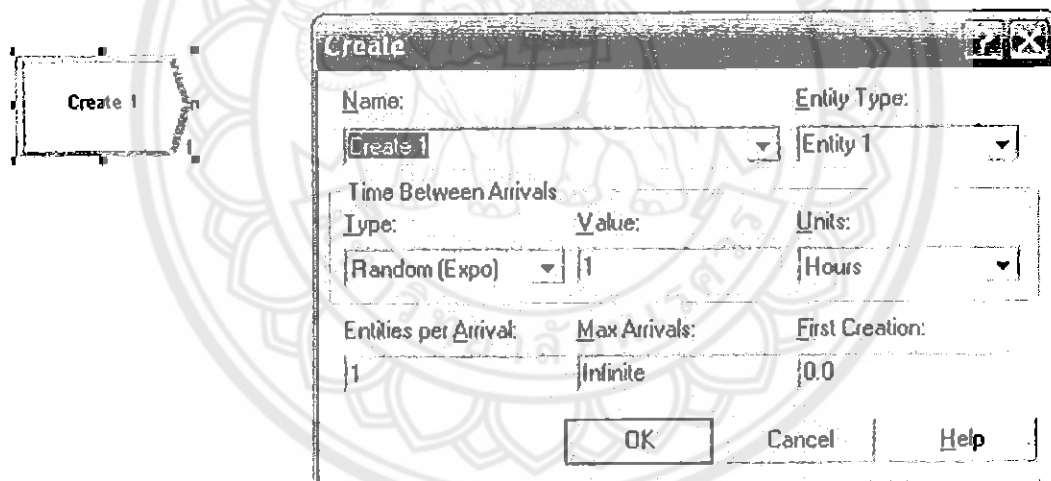 Create 1
Create
Name:
Entity Type:
Create 1
Entity 1
Time Between Arrivals
Type:
Value:
Units:
Random (Expo)
1
Hours
Entities per Arrival:
Max Arrivals:
First Creation:
1
Infinite
0.0
OK
Cancel
Help